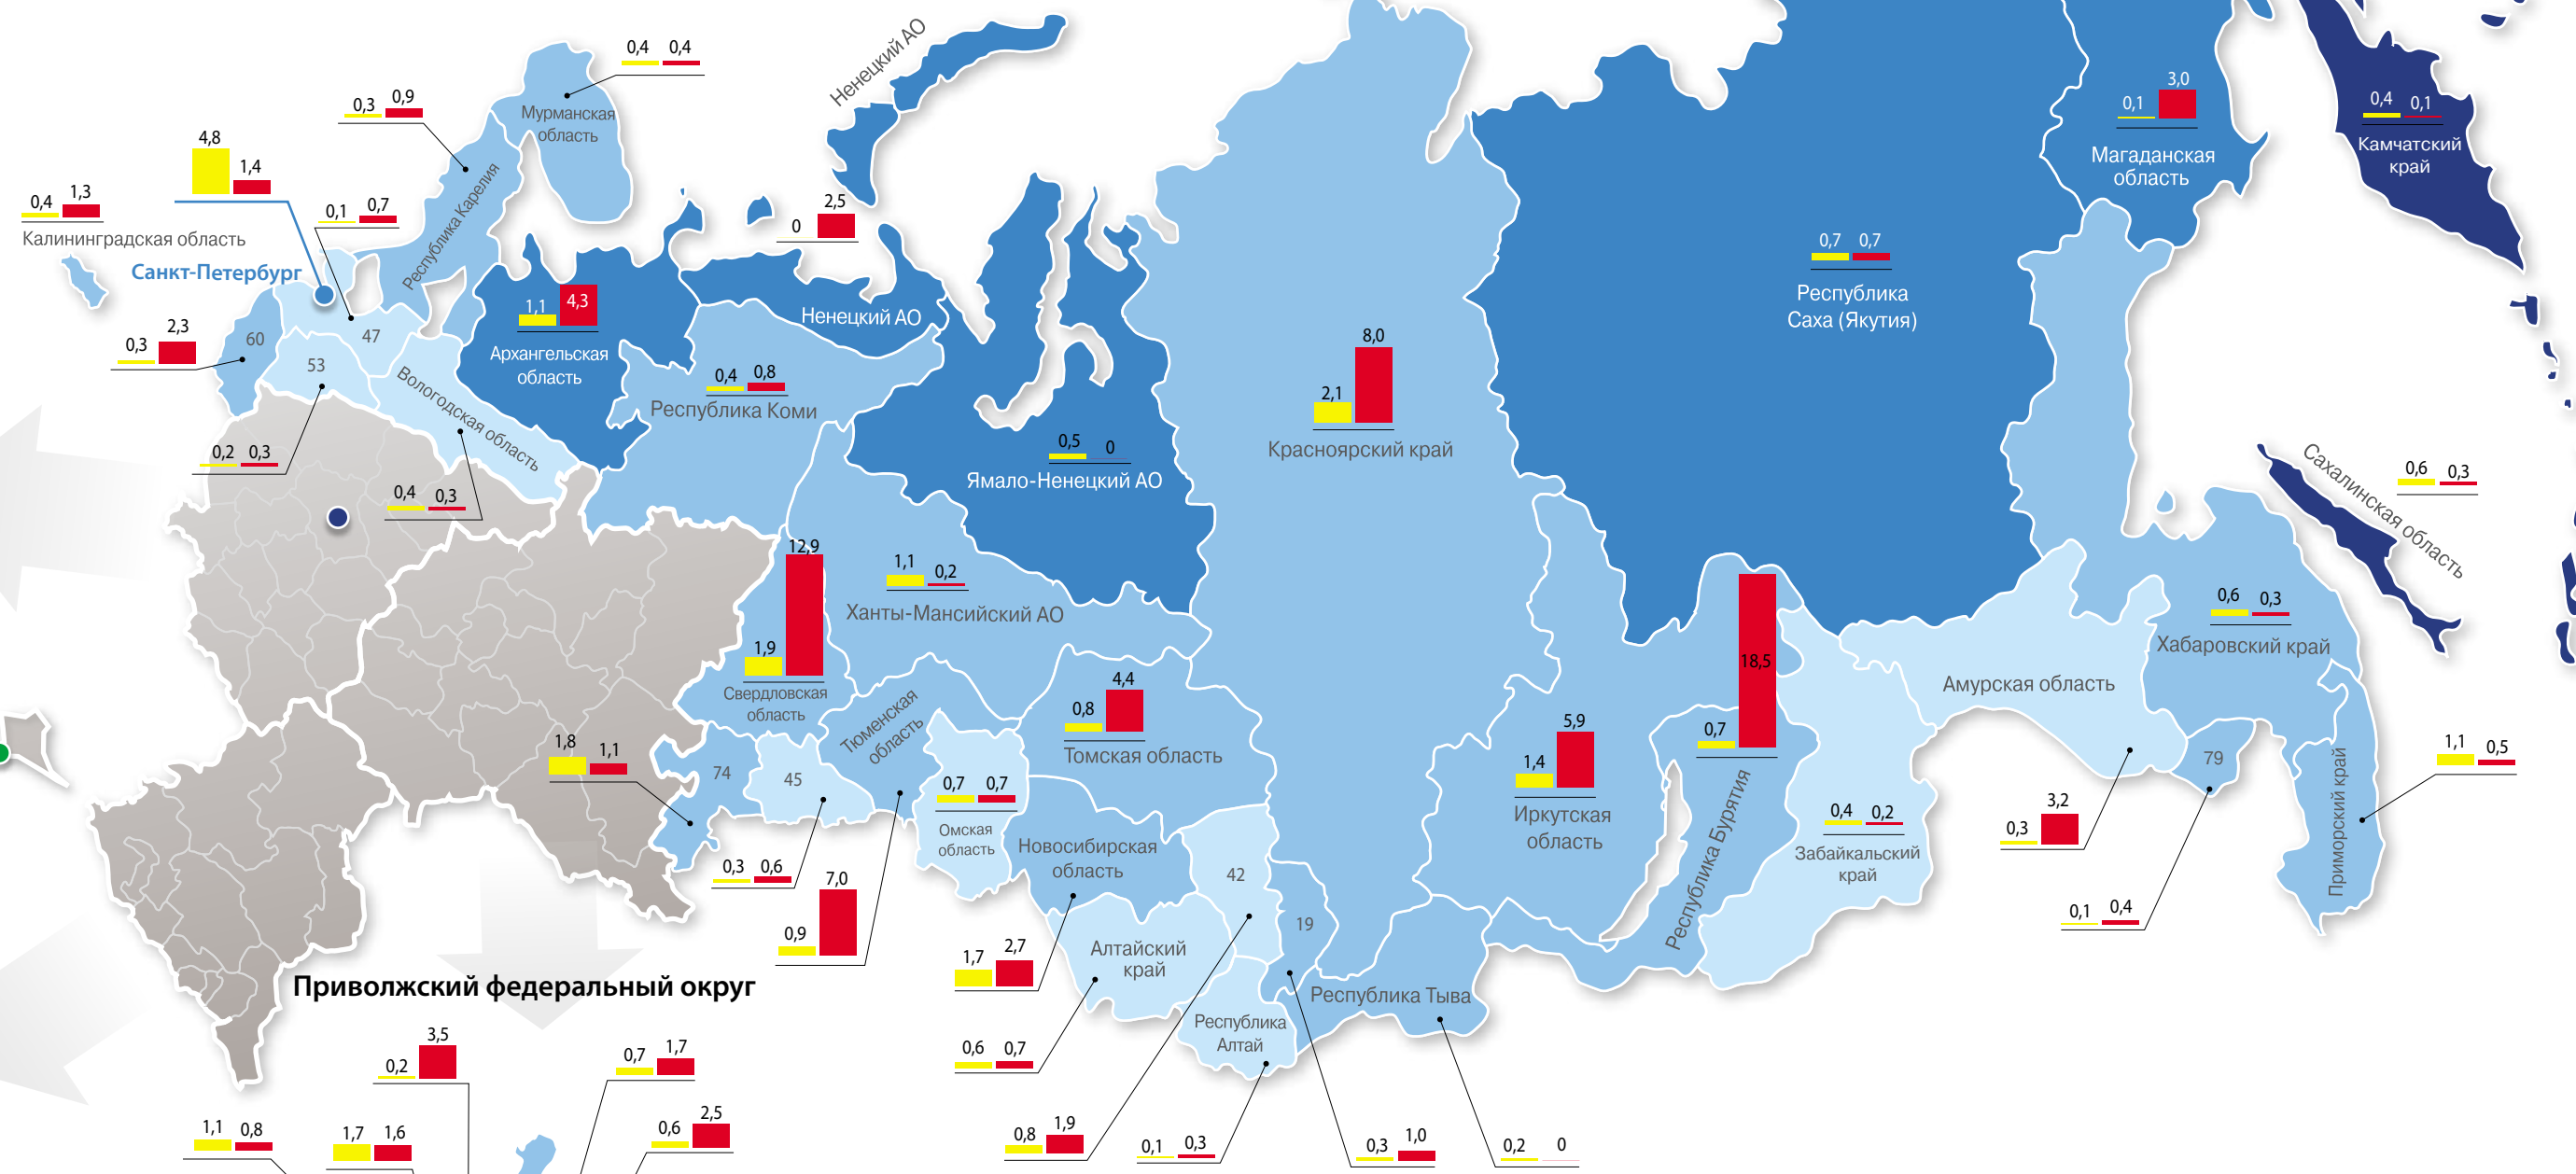 Ненецкий АО
0,4 0,4
Мурманская
область
0,3 0,9
Республика Карелия
4,8 1,4
0,4 1,3
Калининградская область
Санкт-Петербург
0,1 0,7
0 2,5
Ненецкий АО
1,1 4,3
Архангельская
область
0,3 2,3
60
47
53
Вологодская область
0,2 0,3
0,4 0,3
0,4 0,8
Республика Коми
0,5 0
Ямало-Ненецкий АО
2,1 8,0
Красноярский край
0,7 0,7
Республика
Саха (Якутия)
0,1 3,0
Магаданская
область
0,4 0,1
Камчатский
край
Сахалинская область
0,6 0,3
1,1 0,2
Ханты-Мансийский АО
1,9 12,9
Свердловская
область
Тюменская
область
0,8 4,4
Томская область
1,4 5,9
Иркутская
область
0,7 18,5
Республика Бурятия
0,4 0,2
Забайкальский
край
Амурская область
0,6 0,3
Хабаровский край
79
Приморский край
1,1 0,5
0,3 3,2
0,1 0,4
1,8 1,1
74
45
0,7 0,7
Омская
область
0,3 0,6
0,9 7,0
Новосибирская
область
42
19
Алтайский
край
Республика
Алтай
Республика Тыва
1,7 2,7
0,6 0,7
0,8 1,9
0,1 0,3
0,3 1,0
0,2 0
Приволжский федеральный округ
0,2 3,5
0,7 1,7
1,1 0,8
1,7 1,6
0,6 2,5